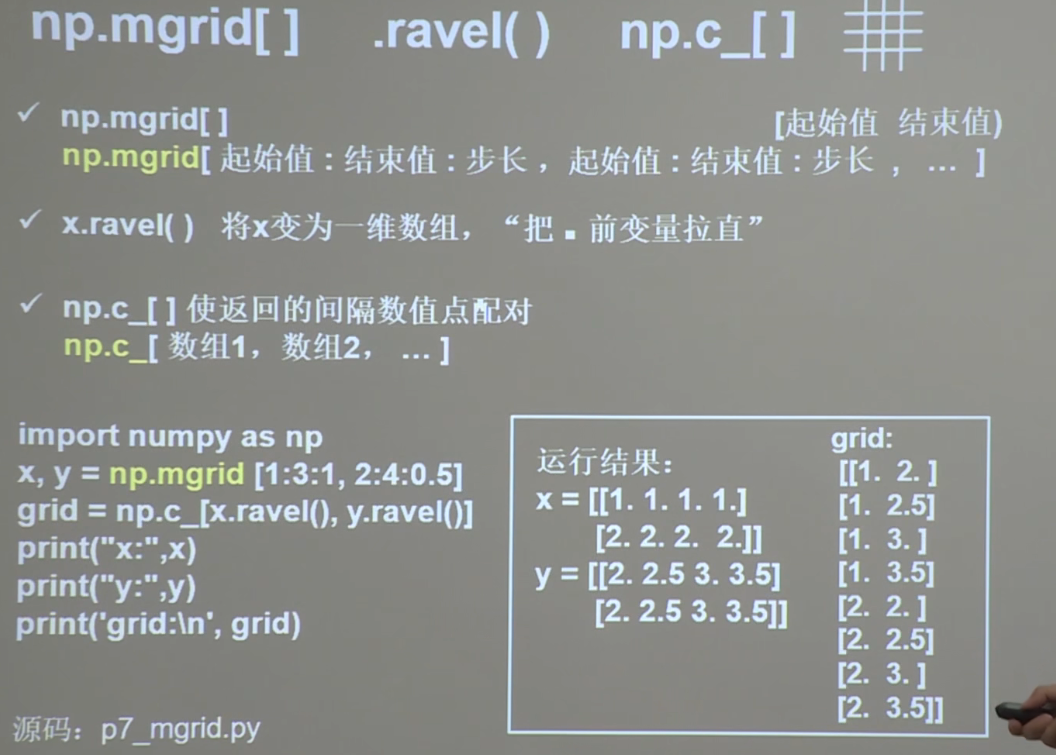 np.mgrid[ ] .ravel( ) np.c_[ ]
✓ np.mgrid[ ] [起始值 结束值)
np.mgrid[ 起始值 : 结束值 : 步长 ，起始值 : 结束值 : 步长 ， … ]
✓ x.ravel( ) 将x变为一维数组，“把 . 前变量拉直”
✓ np.c_[ ] 使返回的间隔数值点配对
np.c_[ 数组1，数组2， … ]
import numpy as np
x, y = np.mgrid [1:3:1, 2:4:0.5]
grid = np.c_[x.ravel(), y.ravel()]
print("x:",x)
print("y:",y)
print('grid:\n', grid)
源码：p7_mgrid.py
运行结果：
x = [[1. 1. 1. 1.]
[2. 2. 2. 2.]]
y = [[2. 2.5 3. 3.5]
[2. 2.5 3. 3.5]]
grid:
[[1. 2. ]
[1. 2.5]
[1. 3. ]
[1. 3.5]
[2. 2. ]
[2. 2.5]
[2. 3. ]
[2. 3.5]]